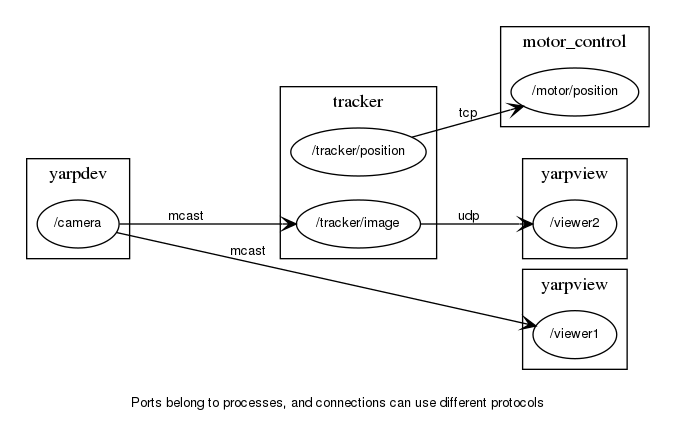 motor_control
/motor/position
tcp
tracker
/tracker/position
/tracker/image
yarpdev
/camera
mcast
mcast
udp
yarpview
/viewer2
yarpview
/viewer1
Ports belong to processes, and connections can use different protocols